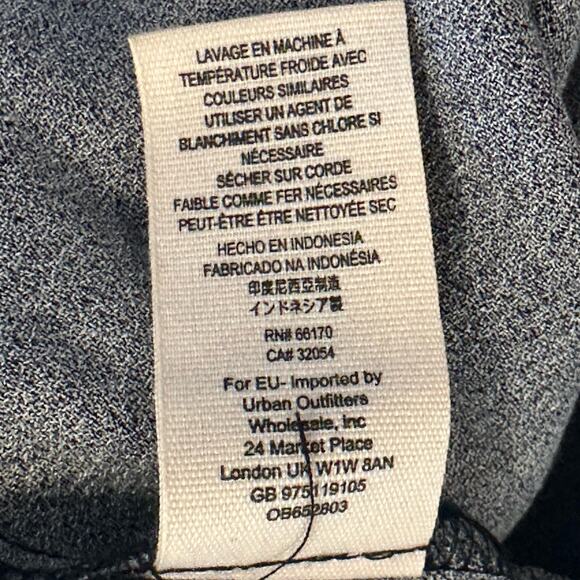 LAVAGE EN MACHINE À
TEMPÉRATURE FROIDE AVEC
COULEURS SIMILAIRES
UTILISER UN AGENT DE
BLANCHIMENT SANS CHLORE SI
NÉCESSAIRE
SÉCHER SUR CORDE
FAIBLE COMME FER NÉCESSAIRES
PEUT-ÊTRE ÊTRE NETTOYÉE SEC
HECHO EN INDONESIA
FABRICADO NA INDONÉSIA
印度尼西亞制造
インドネシア製
RN# 66170
CA# 32054
For EU- Imported by
Urban Outfitters
Wholesale, Inc
24 Market Place
London UK W1W 8AN
GB 975119105
OB652803